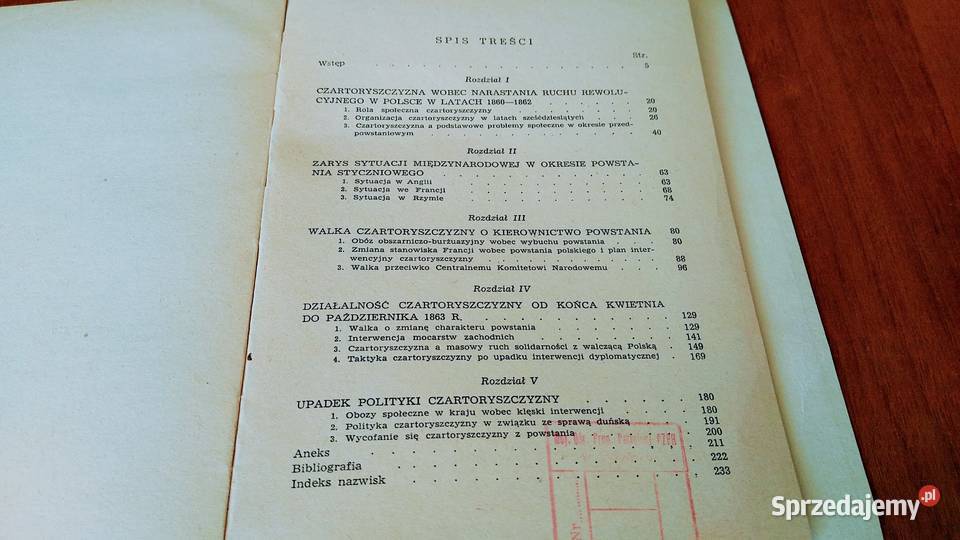 SPIS TREŚCI
Str.
Wstęp . . . . . . . . . . . . . . . . 5
Rozdział I
CZARTORYSZCZYZNA WOBEC NARASTANIA RUCHU REWOLU-
CYJNEGO W POLSCE W LATACH 1860—1862 . . . . . . . 20
1. Rola społeczna czartoryszczyzny . . . . . . . . . 20
2. Organizacja czartoryszczyzny w latach sześćdziesiątych . . . 26
3. Czartoryszczyzna a podstawowe problemy społeczne w okresie przed-
powstaniowym . . . . . . . . . . . . . . 40
Rozdział II
ZARYS SYTUACJI MIĘDZYNARODOWEJ W OKRESIE POWSTA-
NIA STYCZNIOWEGO . . . . . . . . . . . . . 63
1. Sytuacja w Anglii . . . . . . . . . . . . . 63
2. Sytuacja we Francji . . . . . . . . . . . . 68
3. Sytuacja w Rzymie . . . . . . . . . . . . 74
Rozdział III
WALKA CZARTORYSZCZYZNY O KIEROWNICTWO POWSTANIA 80
1. Obóz obszarniczo-burżuazyjny wobec wybuchu powstania . . . 80
2. Zmiana stanowiska Francji wobec powstania polskiego i plan inter-
wencyjny czartoryszczyzny . . . . . . . . . . . 88
3. Walka przeciwko Centralnemu Komitetowi Narodowemu . . . 96
Rozdział IV
DZIAŁALNOŚĆ CZARTORYSZCZYZNY OD KOŃCA KWIETNIA
DO PAŹDZIERNIKA 1863 R. . . . . . . . . . . . 129
1. Walka o zmianę charakteru powstania . . . . . . . . 129
2. Interwencja mocarstw zachodnich . . . . . . . . . 141
3. Czartoryszczyzna a masowy ruch solidarności z walczącą Polską . 149
4. Taktyka czartoryszczyzny po upadku interwencji dyplomatycznej . 169
Rozdział V
UPADEK POLITYKI CZARTORYSZCZYZNY . . . . . . 180
1. Obozy społeczne w kraju wobec klęski interwencji . . . . . 180
2. Polityka czartoryszczyzny w związku ze sprawą duńską . . . . 191
3. Wycofanie się czartoryszczyzny z powstania . . . . . . 200
Aneks . . . . . . . . . . . . . . . . 211
Bibliografia . . . . . . . . . . . . . . . 222
Indeks nazwisk . . . . . . . . . . . . . . 233
PZPR
Nr
Sprzedajemy.pl